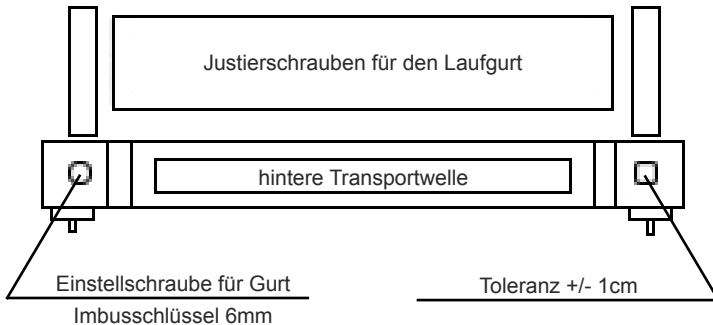 Justierschrauben für den Laufgurt
hintere Transportwelle
Einstellschraube für Gurt
Imbusschlüssel 6mm
Toleranz +/- 1cm